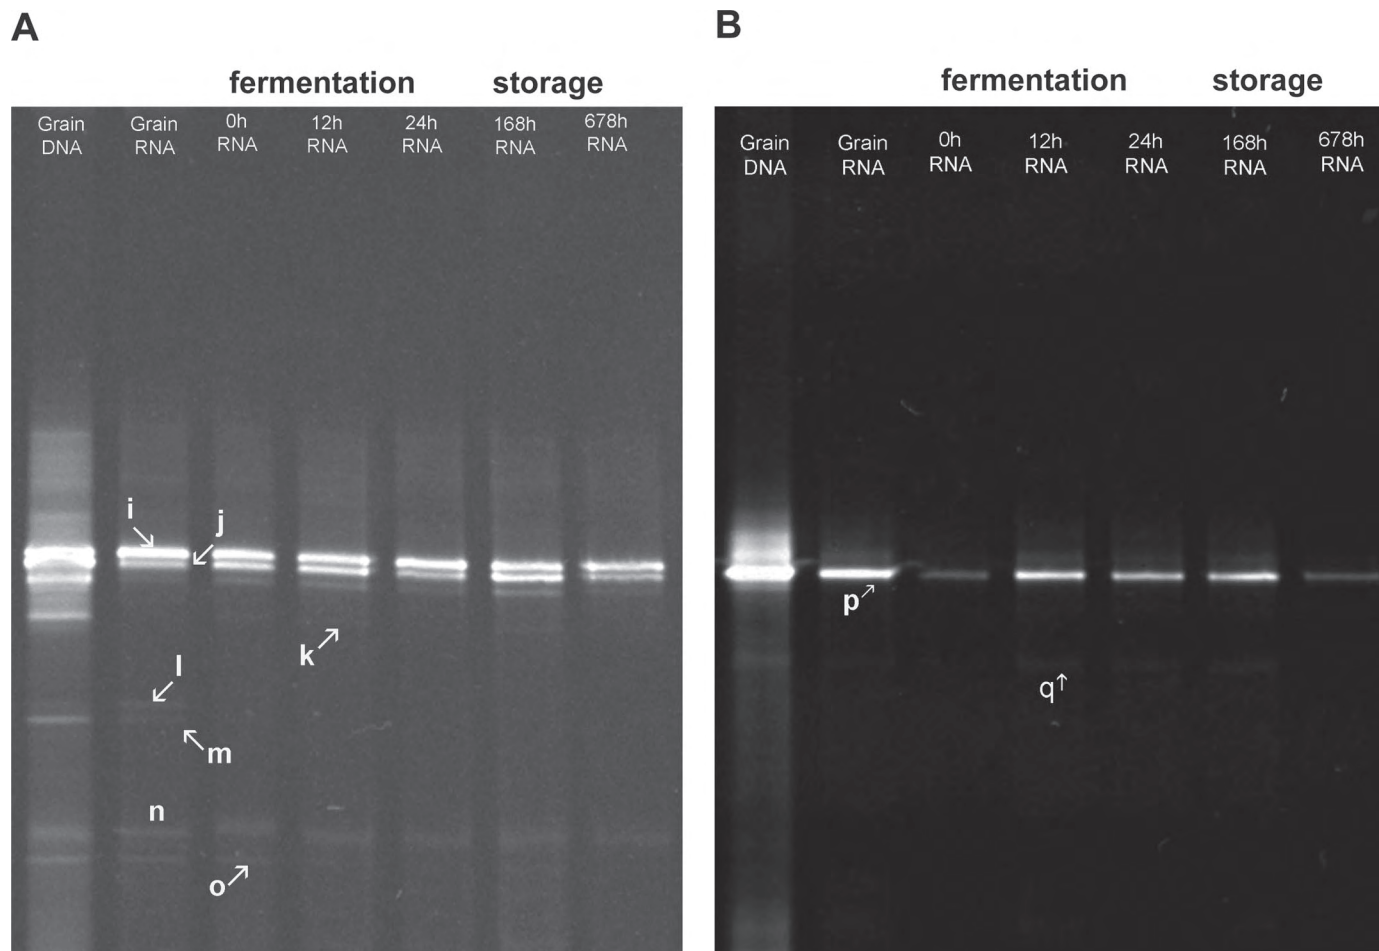 A
B
fermentation storage
fermentation storage
Grain DNA
Grain RNA
0h RNA
12h RNA
24h RNA
168h RNA
678h RNA
Grain DNA
Grain RNA
0h RNA
12h RNA
24h RNA
168h RNA
678h RNA
i
j
k
l
m
n
o
p
q